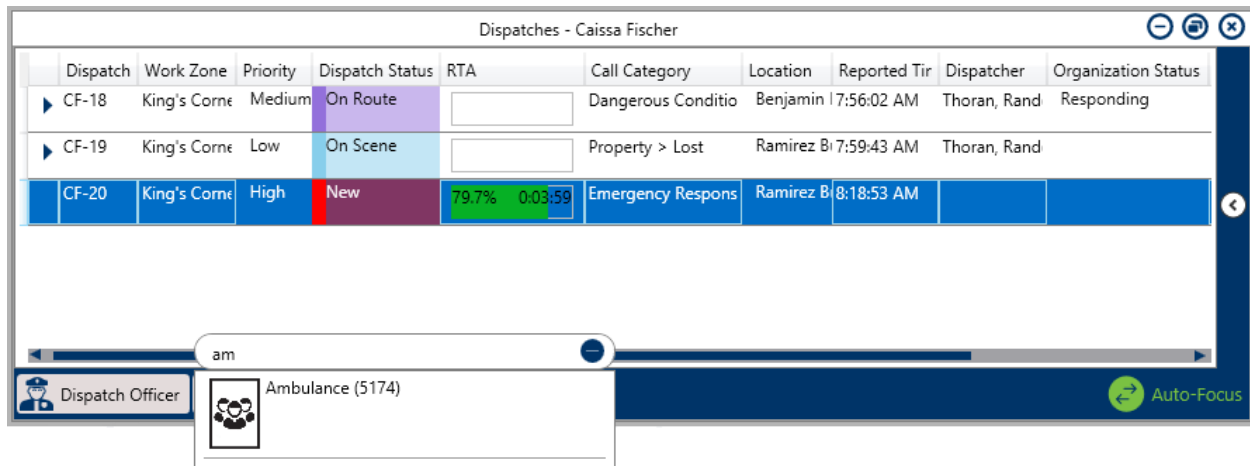 Dispatches - Caissa Fischer
Dispatch Work Zone Priority Dispatch Status RTA Call Category Location Reported Tir Dispatcher Organization Status
CF-18 King's Corne Medium On Route Dangerous Conditio Benjamin 7:56:02 AM Thoran, Rand Responding
CF-19 King's Corne Low On Scene Property > Lost Ramirez B 7:59:43 AM Thoran, Rand
CF-20 King's Corne High New 79.7% 0:03:59 Emergency Respons Ramirez B 8:18:53 AM
am
Dispatch Officer Ambulance (5174) Auto-Focus